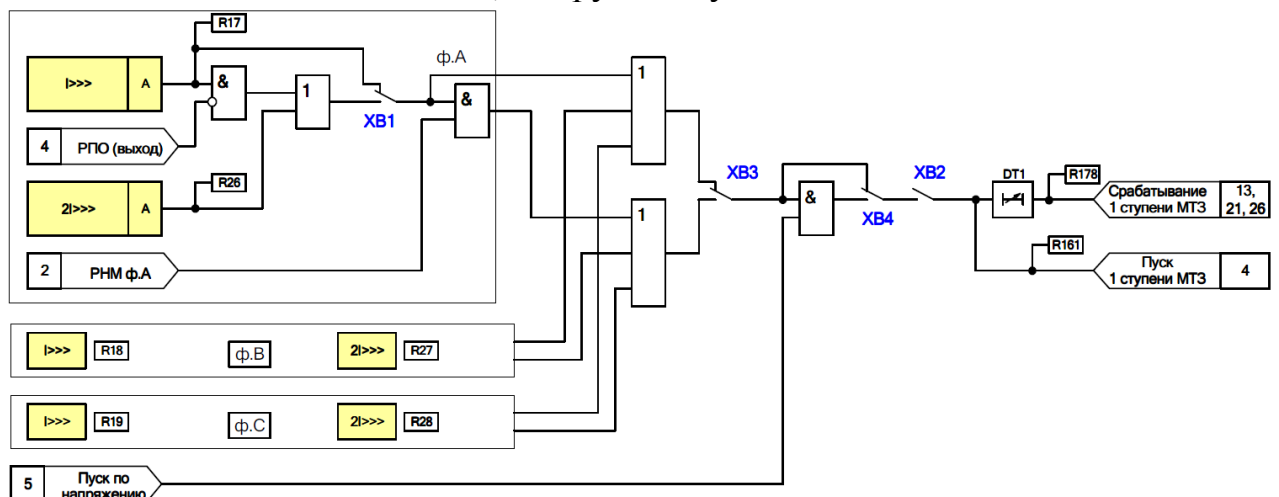 R17
ф.А
I>>> A
&
1
&
1
XB1
4 РПО (выход)
R26
2I>>> A
XB3
XB2
DT1
R178
&
XB4
Срабатывание 13,
1 ступени МТЗ 21, 26
1
R161
2 РНМ ф.А
Пуск 4
1 ступени МТЗ
I>>> R18 ф.В 2I>>> R27
I>>> R19 ф.С 2I>>> R28
5 Пуск по
напряжению